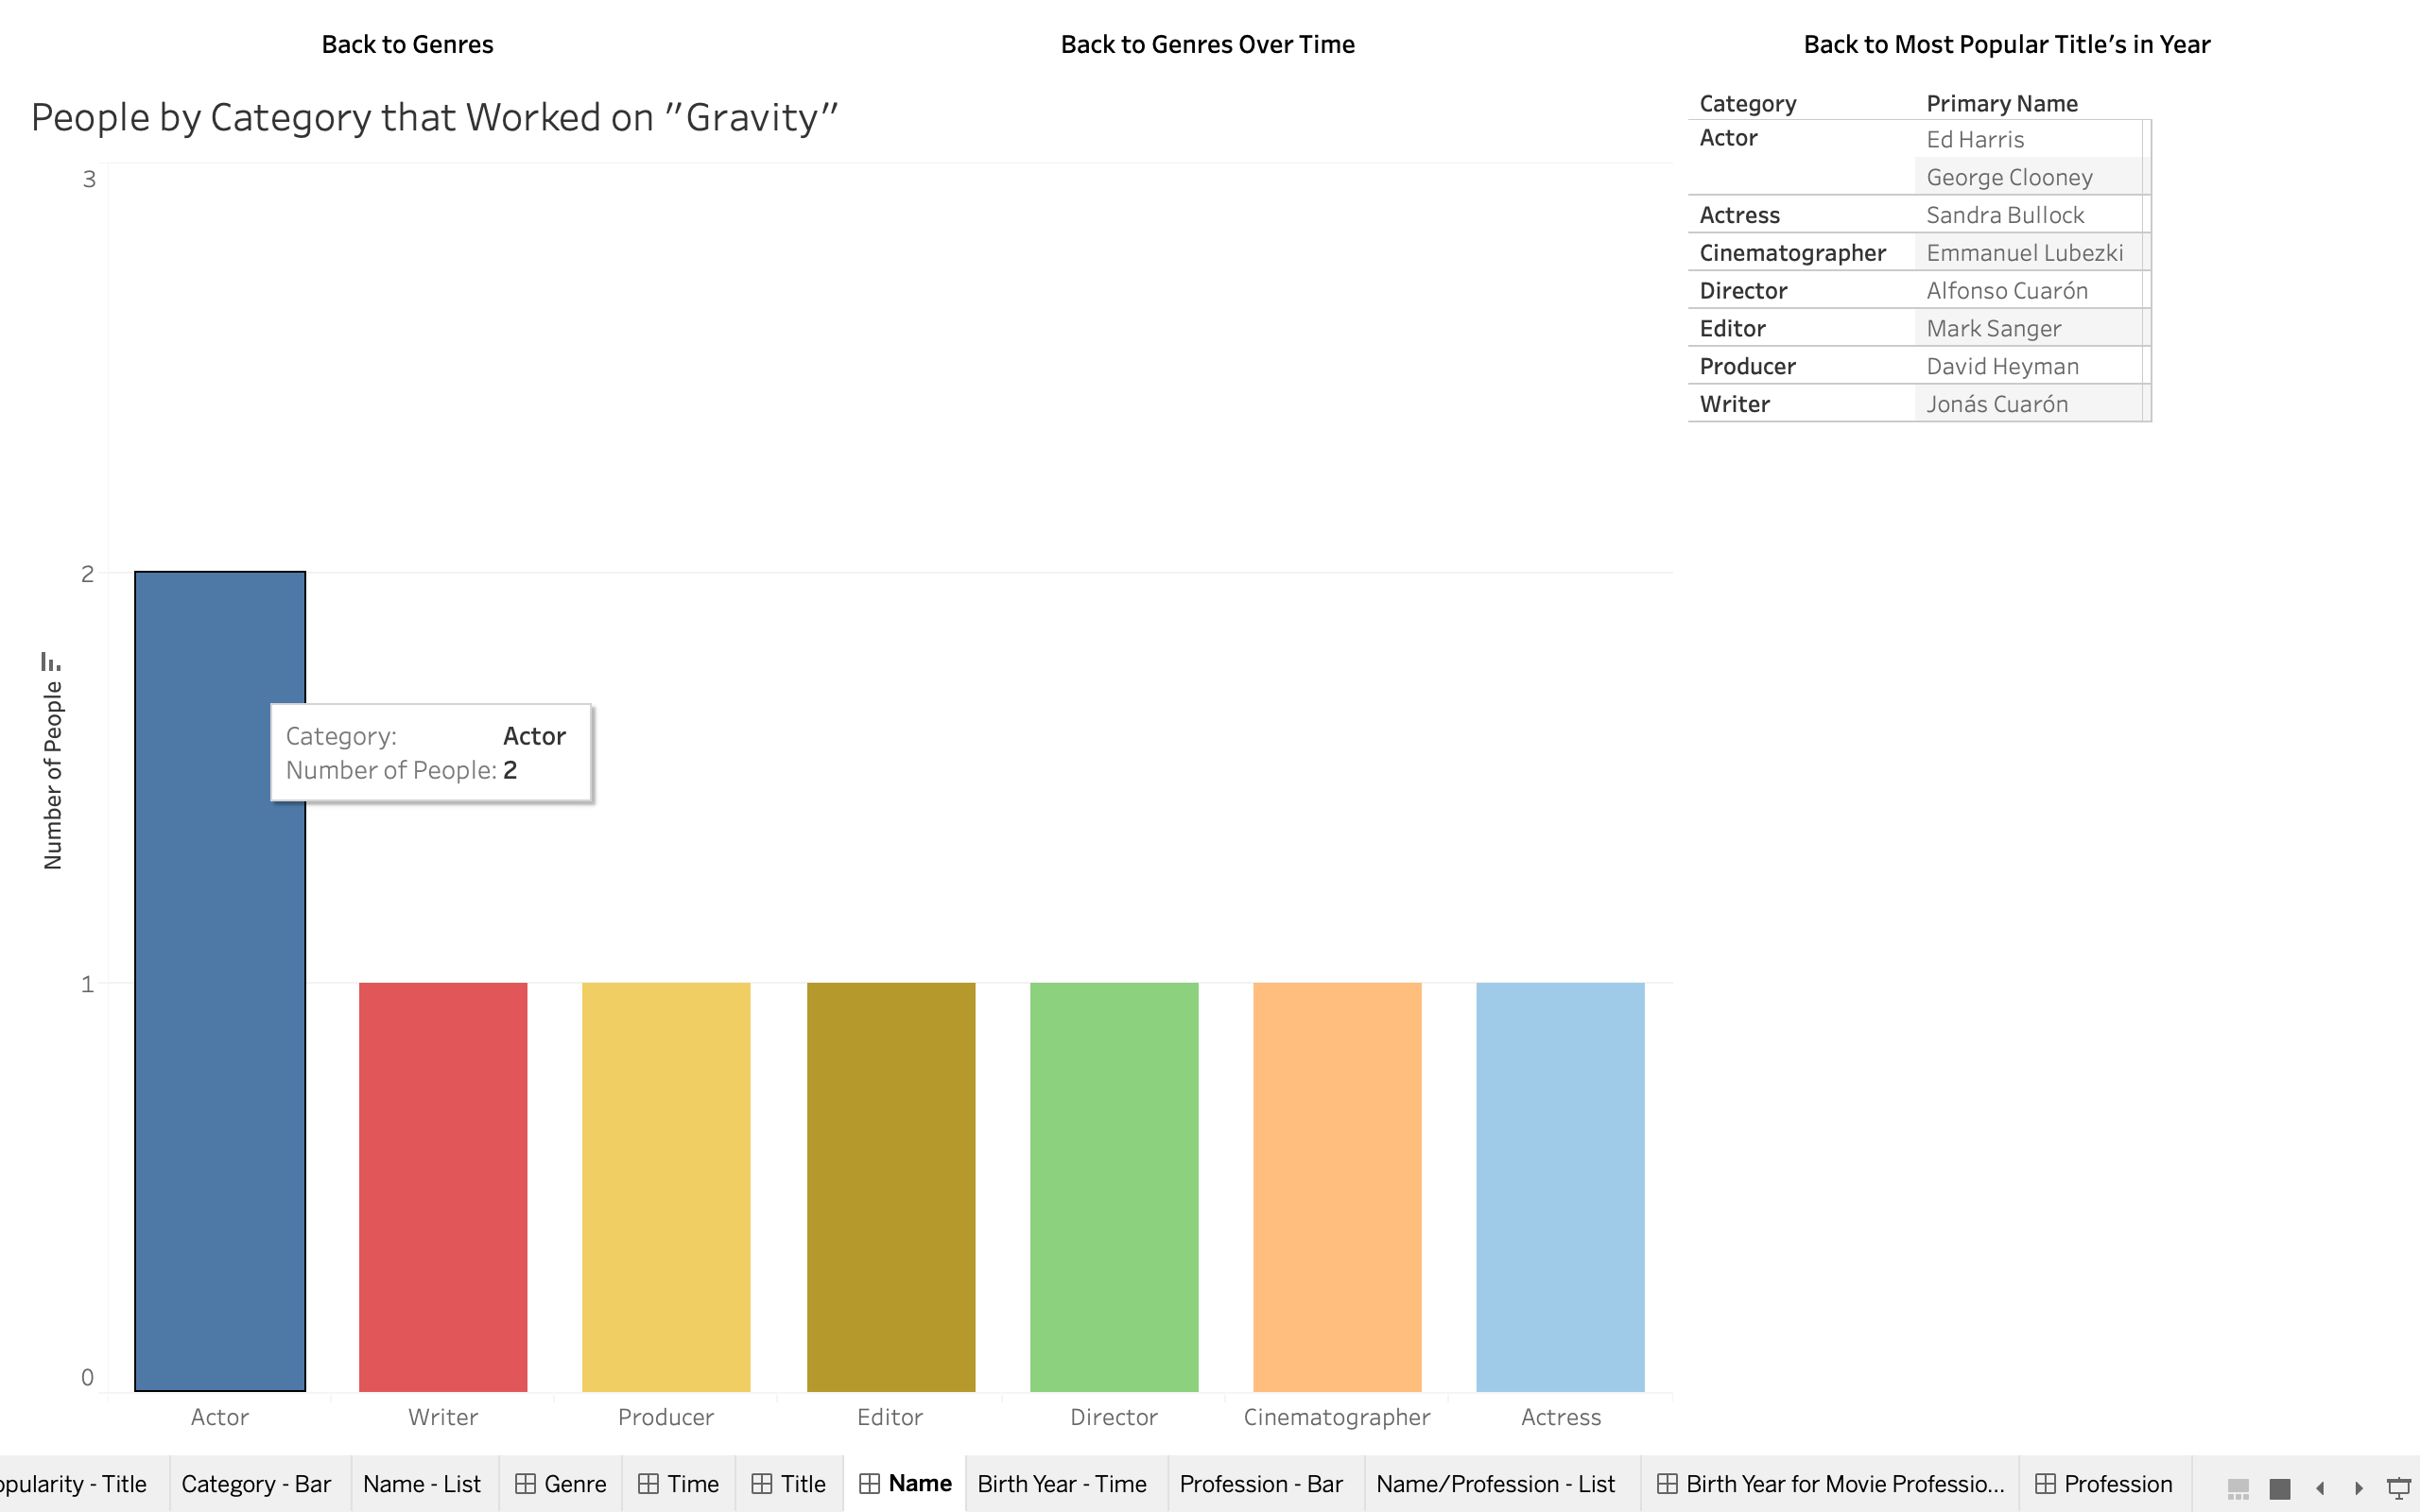 Back to Genres
Back to Genres Over Time
Back to Most Popular Title's in Year
People by Category that Worked on "Gravity"
Category Primary Name
Actor Ed Harris
George Clooney
Actress Sandra Bullock
Cinematographer Emmanuel Lubezki
Director Alfonso Cuarón
Editor Mark Sanger
Producer David Heyman
Writer Jonás Cuarón
Number of People
3
2
1
0
Category: Actor
Number of People: 2
Actor Writer Producer Editor Director Cinematographer Actress
opularity - Title Category - Bar Name - List Genre Time Title Name Birth Year - Time Profession - Bar Name/Profession - List Birth Year for Movie Professio... Profession